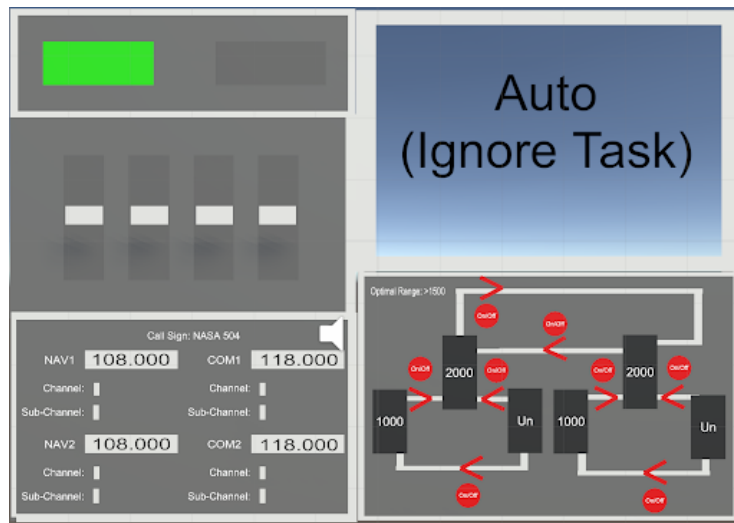 Auto
(Ignore Task)
Call Sign: NASA 504
NAV1 108.000 COM1 118.000
Channel: Channel:
Sub-Channel: Sub-Channel:
NAV2 108.000 COM2 118.000
Channel: Channel:
Sub-Channel: Sub-Channel:
Optimal Range: >1500
On/Off
On/Off
On/Off 2000 On/Off On/Off 2000 On/Off
1000 Un 1000 Un
On/Off On/Off